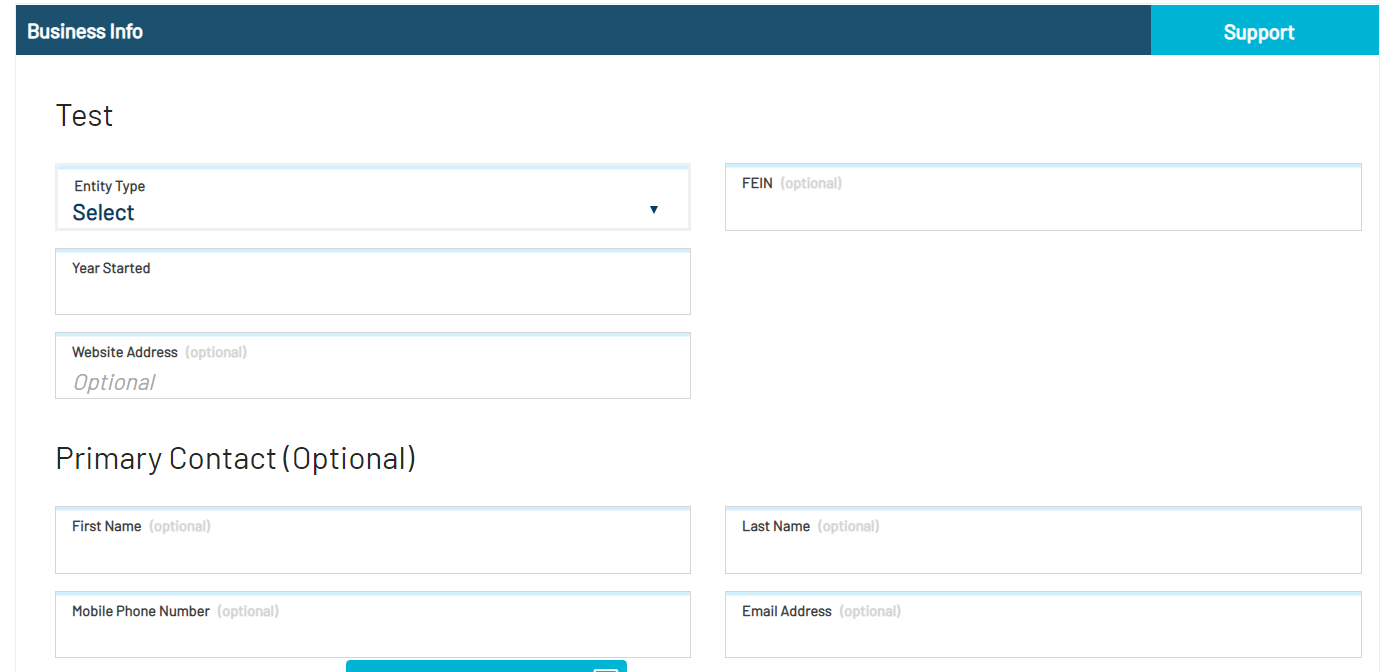 Business Info
Support
Test
Entity Type
Select
FEIN (optional)
Year Started
Website Address (optional)
Optional
Primary Contact (Optional)
First Name (optional)
Last Name (optional)
Mobile Phone Number (optional)
Email Address (optional)